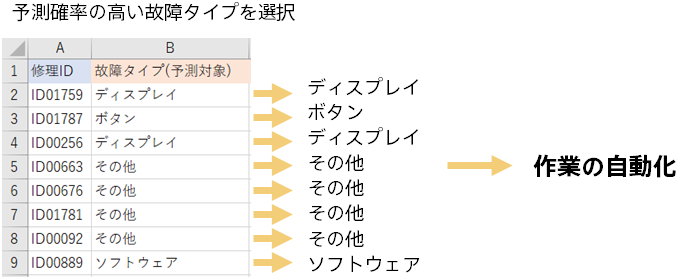 予測確率の高い故障タイプを選択
A B
1 修理ID 故障タイプ(予測対象)
2 ID01759 ディスプレイ ディスプレイ
3 ID01787 ボタン ボタン
4 ID00256 ディスプレイ ディスプレイ
5 ID00663 その他 その他 作業の自動化
6 ID00676 その他 その他
7 ID01781 その他 その他
8 ID00092 その他 その他
9 ID00889 ソフトウェア ソフトウェア